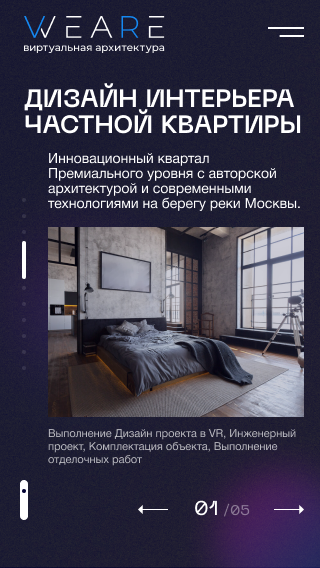 WEARE
виртуальная архитектура
ДИЗАЙН ИНТЕРЬЕРА
ЧАСТНОЙ КВАРТИРЫ
Инновационный квартал
Премиального уровня с авторской
архитектурой и современными
технологиями на берегу реки Москвы.
Выполнение Дизайн проекта в VR, Инженерный
проект, Комплектация объекта, Выполнение
отделочных работ
01 /05